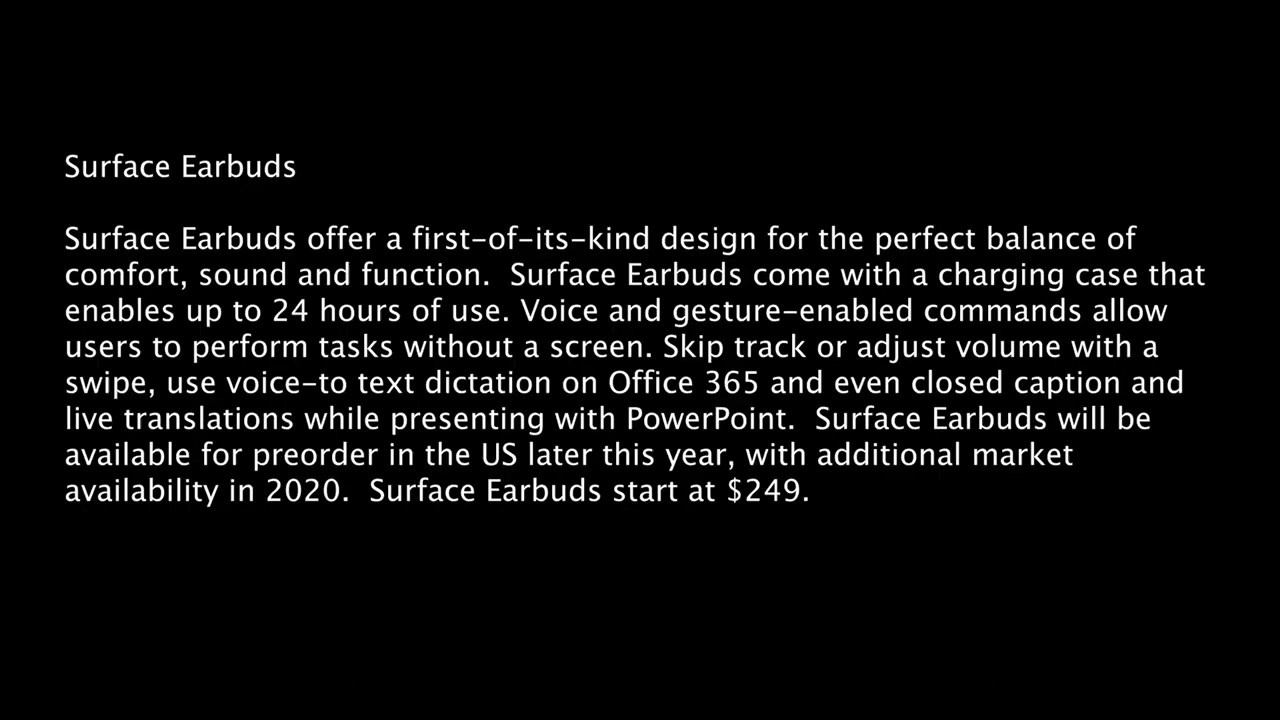 Surface Earbuds
Surface Earbuds offer a first-of-its-kind design for the perfect balance of
comfort, sound and function.  Surface Earbuds come with a charging case that
enables up to 24 hours of use. Voice and gesture-enabled commands allow
users to perform tasks without a screen. Skip track or adjust volume with a
swipe, use voice-to text dictation on Office 365 and even closed caption and
live translations while presenting with PowerPoint.  Surface Earbuds will be
available for preorder in the US later this year, with additional market
availability in 2020.  Surface Earbuds start at $249.